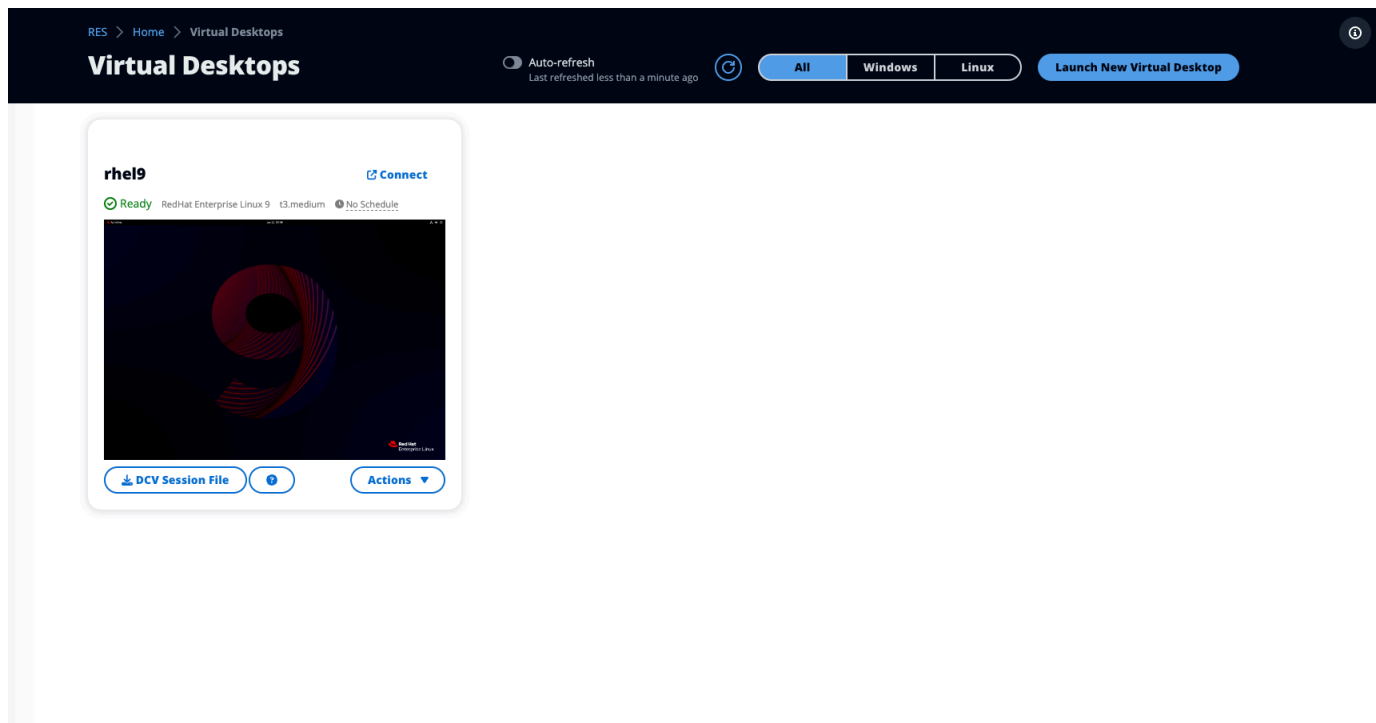 RES > Home > Virtual Desktops
Virtual Desktops
Auto-refresh
Last refreshed less than a minute ago
All
Windows
Linux
Launch New Virtual Desktop
rhel9
Connect
Ready
RedHat Enterprise Linux 9
t3.medium
No Schedule
Red Hat
Enterprise Linux
DCV Session File
?
Actions